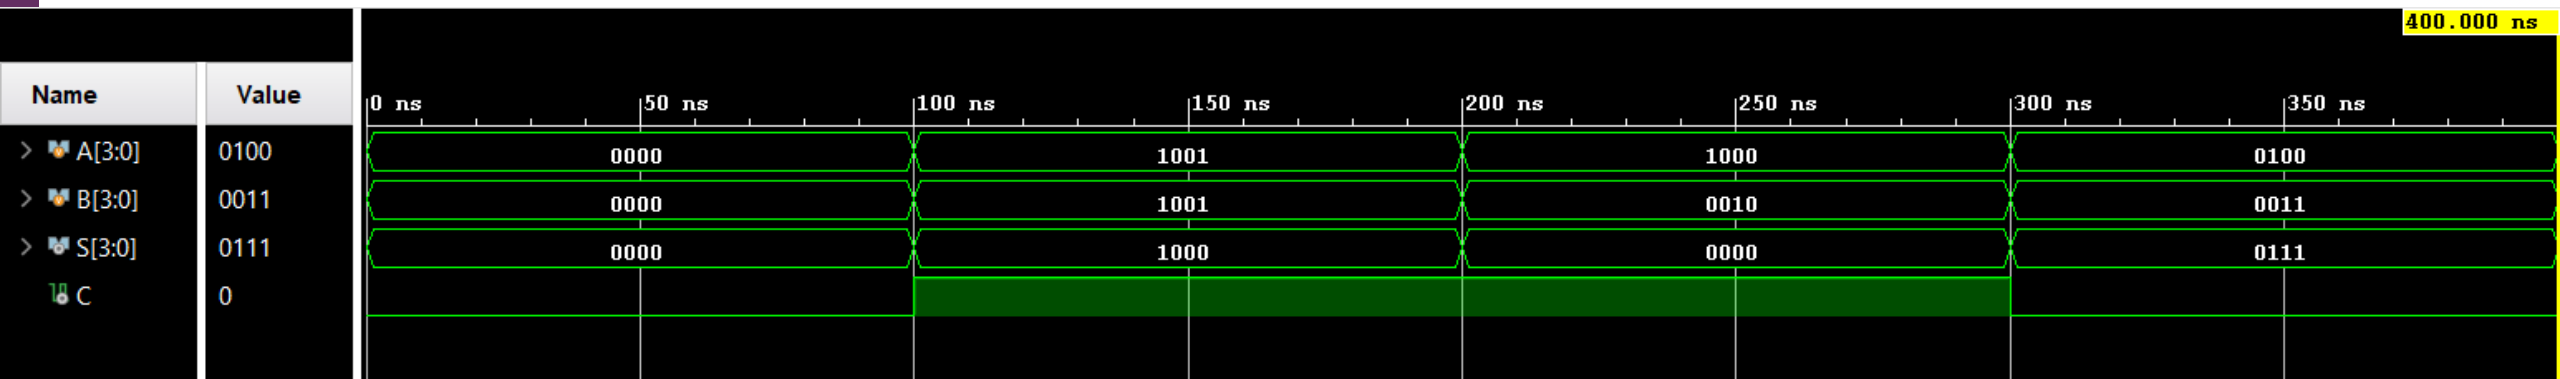 400.000 ns
Name Value
0 ns 50 ns 100 ns 150 ns 200 ns 250 ns 300 ns 350 ns
A[3:0] 0100 0000 1001 1000 0100
B[3:0] 0011 0000 1001 0010 0011
S[3:0] 0111 0000 1000 0000 0111
C 0